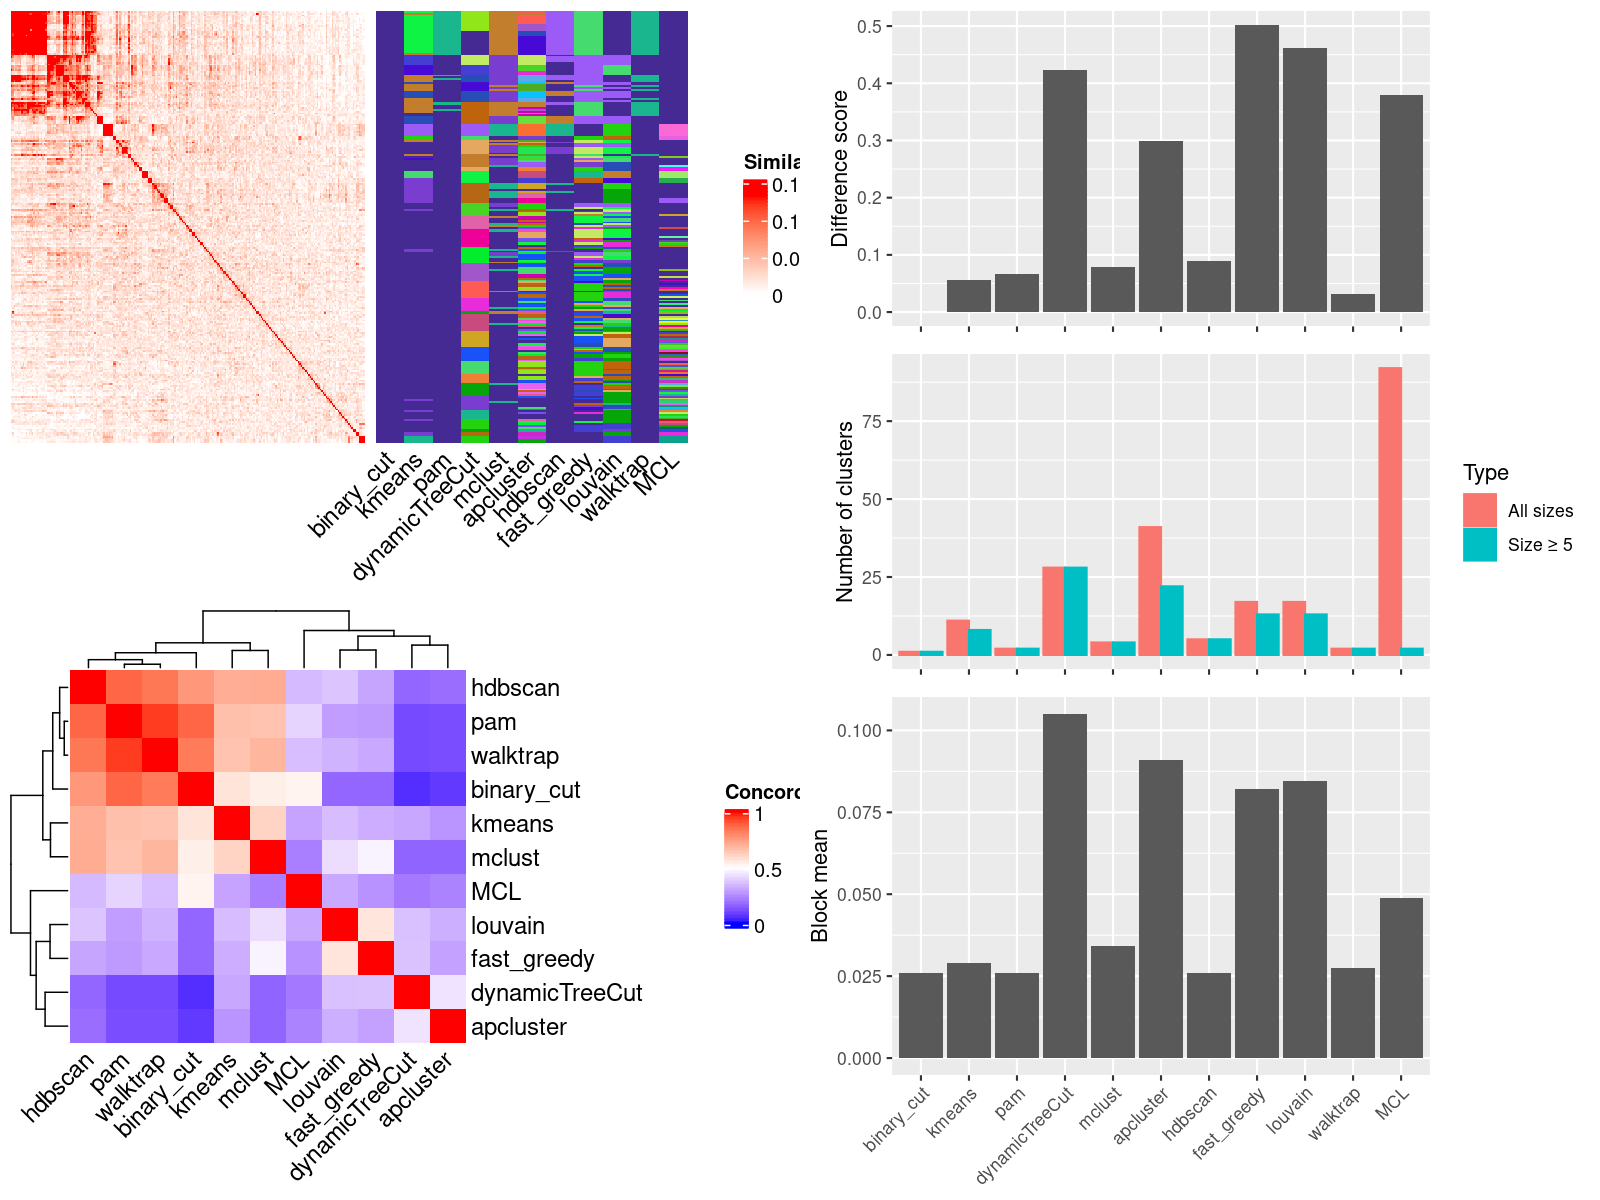 Simila
0.1
0.1
0.0
0
binary_cut
kmeans
pam
dynamicTreeCut
mclust
apcluster
hdbscan
fast_greedy
louvain
walktrap
MCL
hdbscan
pam
walktrap
binary_cut
kmeans
mclust
MCL
louvain
fast_greedy
dynamicTreeCut
apcluster
hdbscan
pam
walktrap
binary_cut
kmeans
mclust
MCL
louvain
fast_greedy
dynamicTreeCut
apcluster
Concord
1
0.5
0
Difference score
0.5
0.4
0.3
0.2
0.1
0.0
Number of clusters
75
50
25
0
Type
All sizes
Size ≥ 5
Block mean
0.100
0.075
0.050
0.025
0.000
binary_cut
kmeans
pam
dynamicTreeCut
mclust
apcluster
hdbscan
fast_greedy
louvain
walktrap
MCL